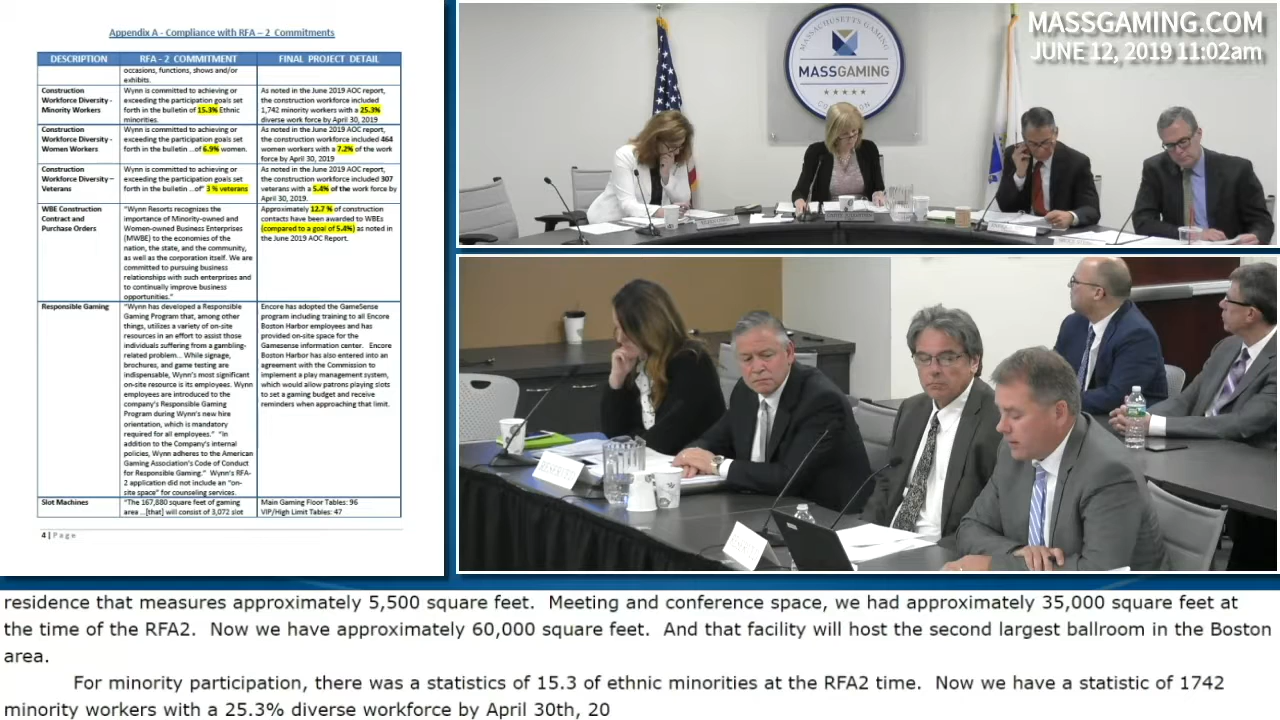 Appendix A - Compliance with RFA – 2 Commitments
DESCRIPTION
RFA - 2 COMMITMENT
FINAL PROJECT DETAIL
occasions, functions, shows and/or
exhibits.
Construction
Workforce Diversity -
Minority Workers
Wynn is committed to achieving or
exceeding the participation goals set
forth in the bulletin of 15.3% Ethnic
minorities.
As noted in the June 2019 AOC report,
the construction workforce included
1,742 minority workers with a 25.3%
diverse work force by April 30, 2019
Construction
Workforce Diversity -
Women Workers
Wynn is committed to achieving or
exceeding the participation goals set
forth in the bulletin ...of 6.9% women.
As noted in the June 2019 AOC report,
the construction workforce included 464
women workers with a 7.2% of the work
force by April 30, 2019
Construction
Workforce Diversity –
Veterans
Wynn is committed to achieving or
exceeding the participation goals set
forth in the bulletin ...of" 3 % veterans
As noted in the June 2019 AOC report,
the construction workforce included 307
veterans with a 5.4% of the work force by
April 30, 2019.
WBE Construction
Contract and
Purchase Orders
"Wynn Resorts recognizes the
importance of Minority-owned and
Women-owned Business Enterprises
(MWBE) to the economies of the
nation, the state, and the community,
as well as the corporation itself. We are
committed to pursuing business
relationships with such enterprises and
to continually improve business
opportunities."
Approximately 12.7 % of construction
contacts have been awarded to WBEs
(compared to a goal of 5.4%) as noted in
the June 2019 AOC Report.
Responsible Gaming
"Wynn has developed a Responsible
Gaming Program that, among other
things, utilizes a variety of on-site
resources in an effort to assist those
individuals suffering from a gambling-
related problem... While signage,
brochures, and game testing are
indispensable, Wynn's most significant
on-site resource is its employees. Wynn
employees are introduced to the
company's Responsible Gaming
Program during Wynn's new hire
orientation, which is mandatory
required for all employees." "In
addition to the Company's internal
policies, Wynn adheres to the American
Gaming Association's Code of Conduct
for Responsible Gaming." Wynn's RFA-
2 application did not include an "on-
site space" for counseling services.
Encore has adopted the GameSense
program including training to all Encore
Boston Harbor employees and has
provided on-site space for the
Gamesense information center. Encore
Boston Harbor has also entered into an
agreement with the Commission to
implement a play management system,
which would allow patrons playing slots
to set a gaming budget and receive
reminders when approaching that limit.
Slot Machines
"The 167,880 square feet of gaming
area ...[that] will consist of 3,072 slot
Main Gaming Floor Tables: 96
VIP/High Limit Tables: 47
4 | Page
MASSACHUSETTS GAMING
MASSGAMING
COMMISSION
MASSGAMING.COM
JUNE 12, 2019 11:02am
RESERVED
residence that measures approximately 5,500 square feet. Meeting and conference space, we had approximately 35,000 square feet at
the time of the RFA2. Now we have approximately 60,000 square feet. And that facility will host the second largest ballroom in the Boston
area.
For minority participation, there was a statistics of 15.3 of ethnic minorities at the RFA2 time. Now we have a statistic of 1742
minority workers with a 25.3% diverse workforce by April 30th, 20